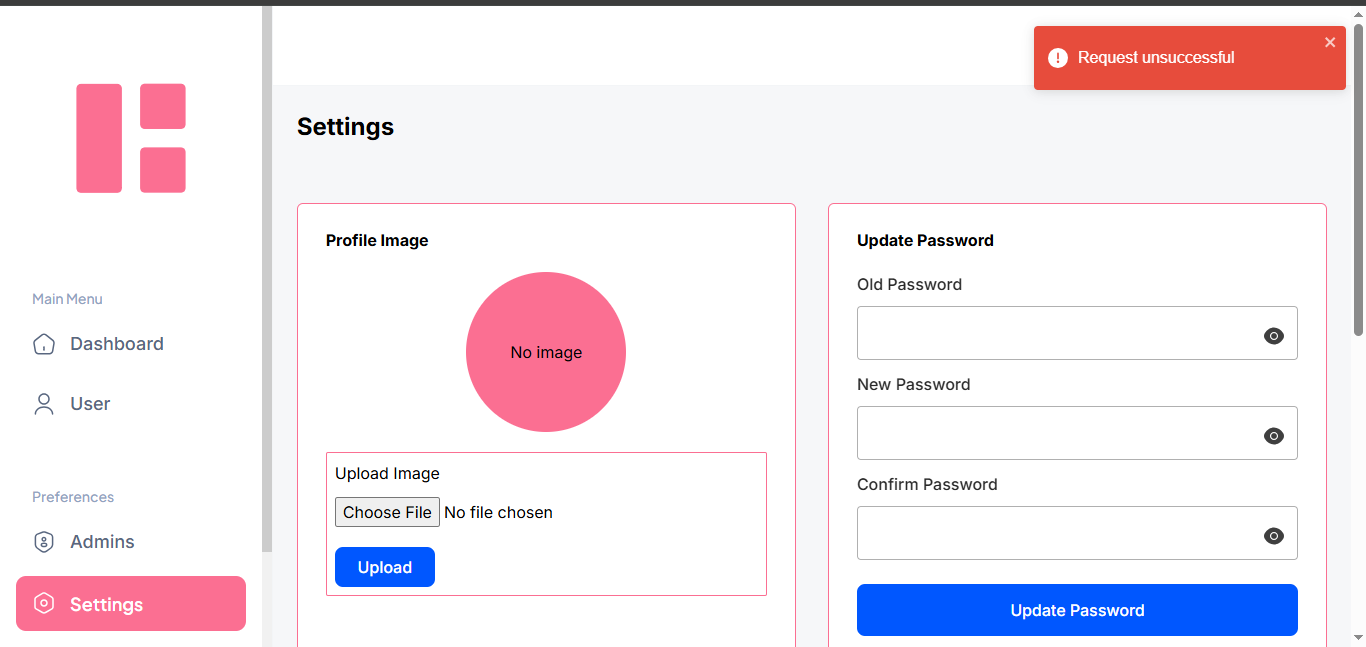 Request unsuccessful
Settings
Main Menu
Dashboard
User
Preferences
Admins
Settings
Profile Image
No image
Upload Image
Choose File No file chosen
Upload
Update Password
Old Password
New Password
Confirm Password
Update Password